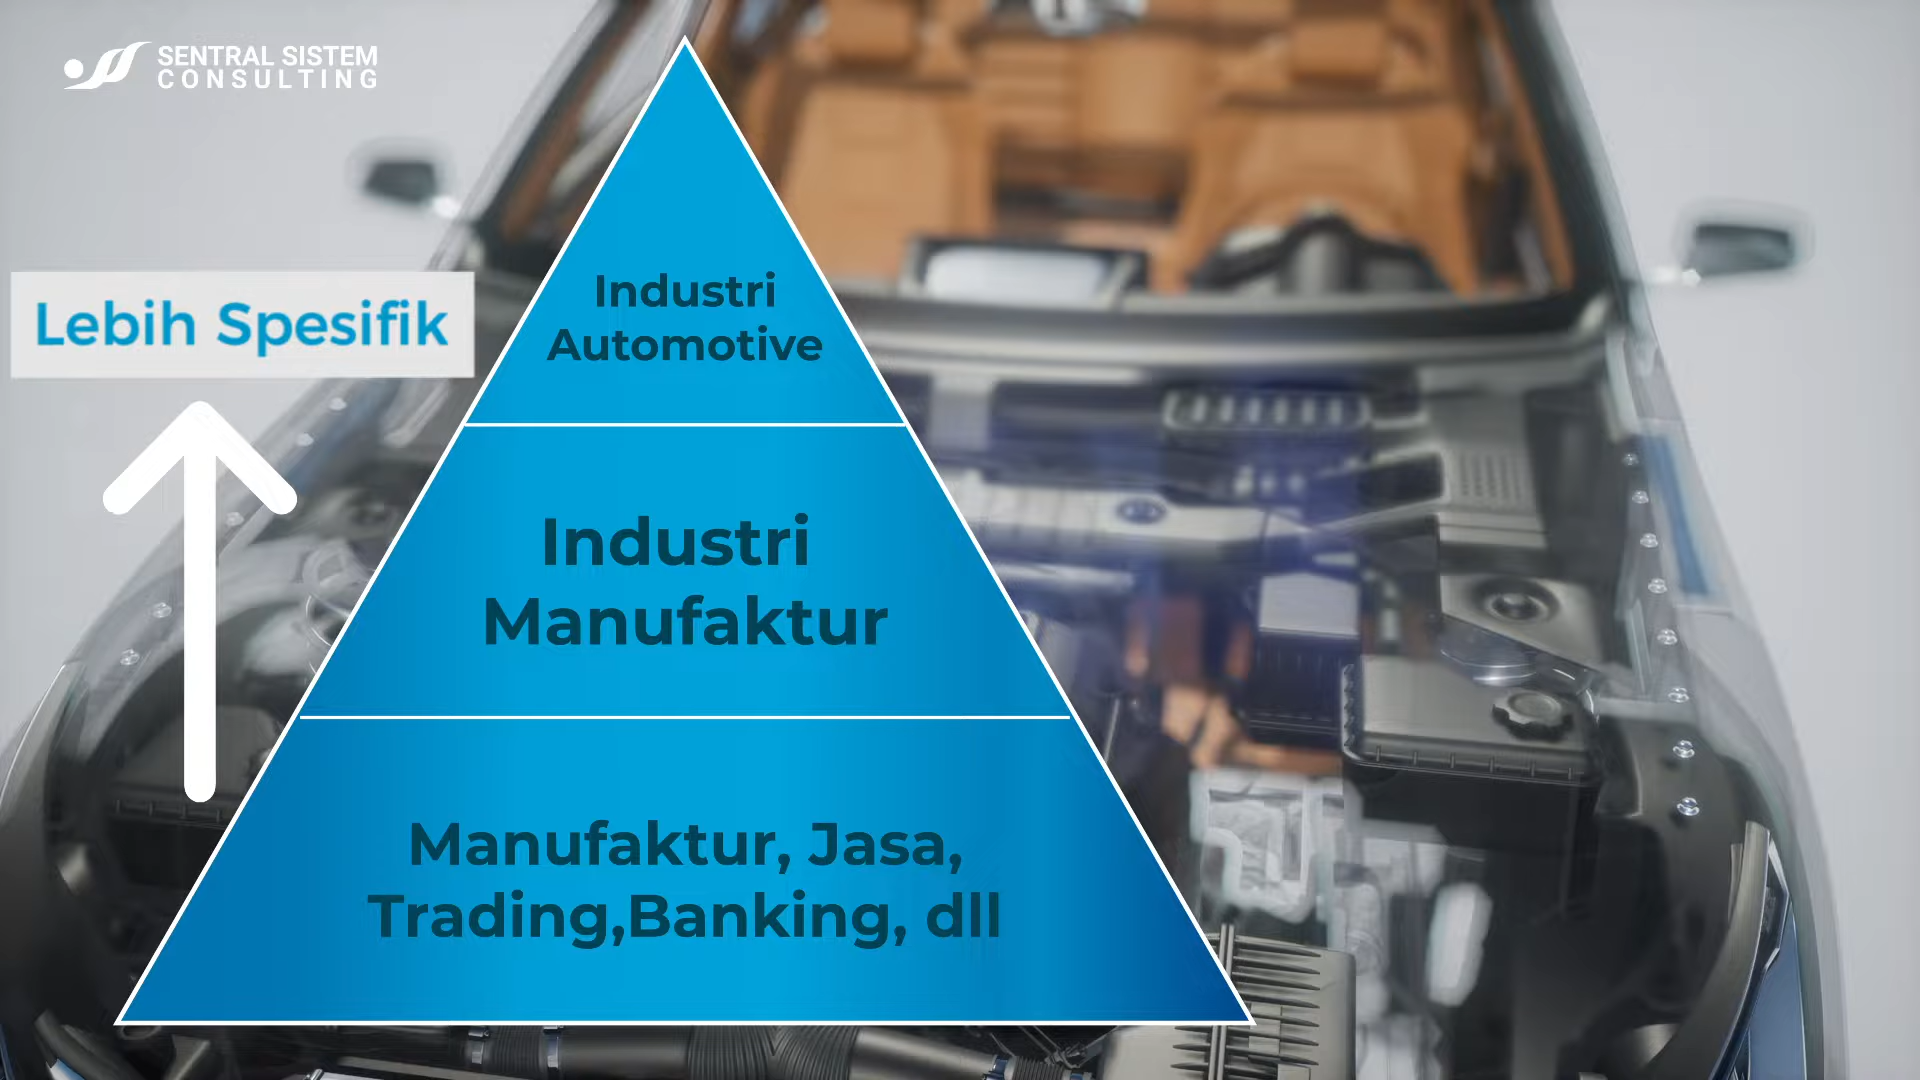 SENTRAL SISTEM
CONSULTING
Lebih Spesifik
Industri
Automotive
Industri
Manufaktur
Manufaktur, Jasa,
Trading,Banking, dll